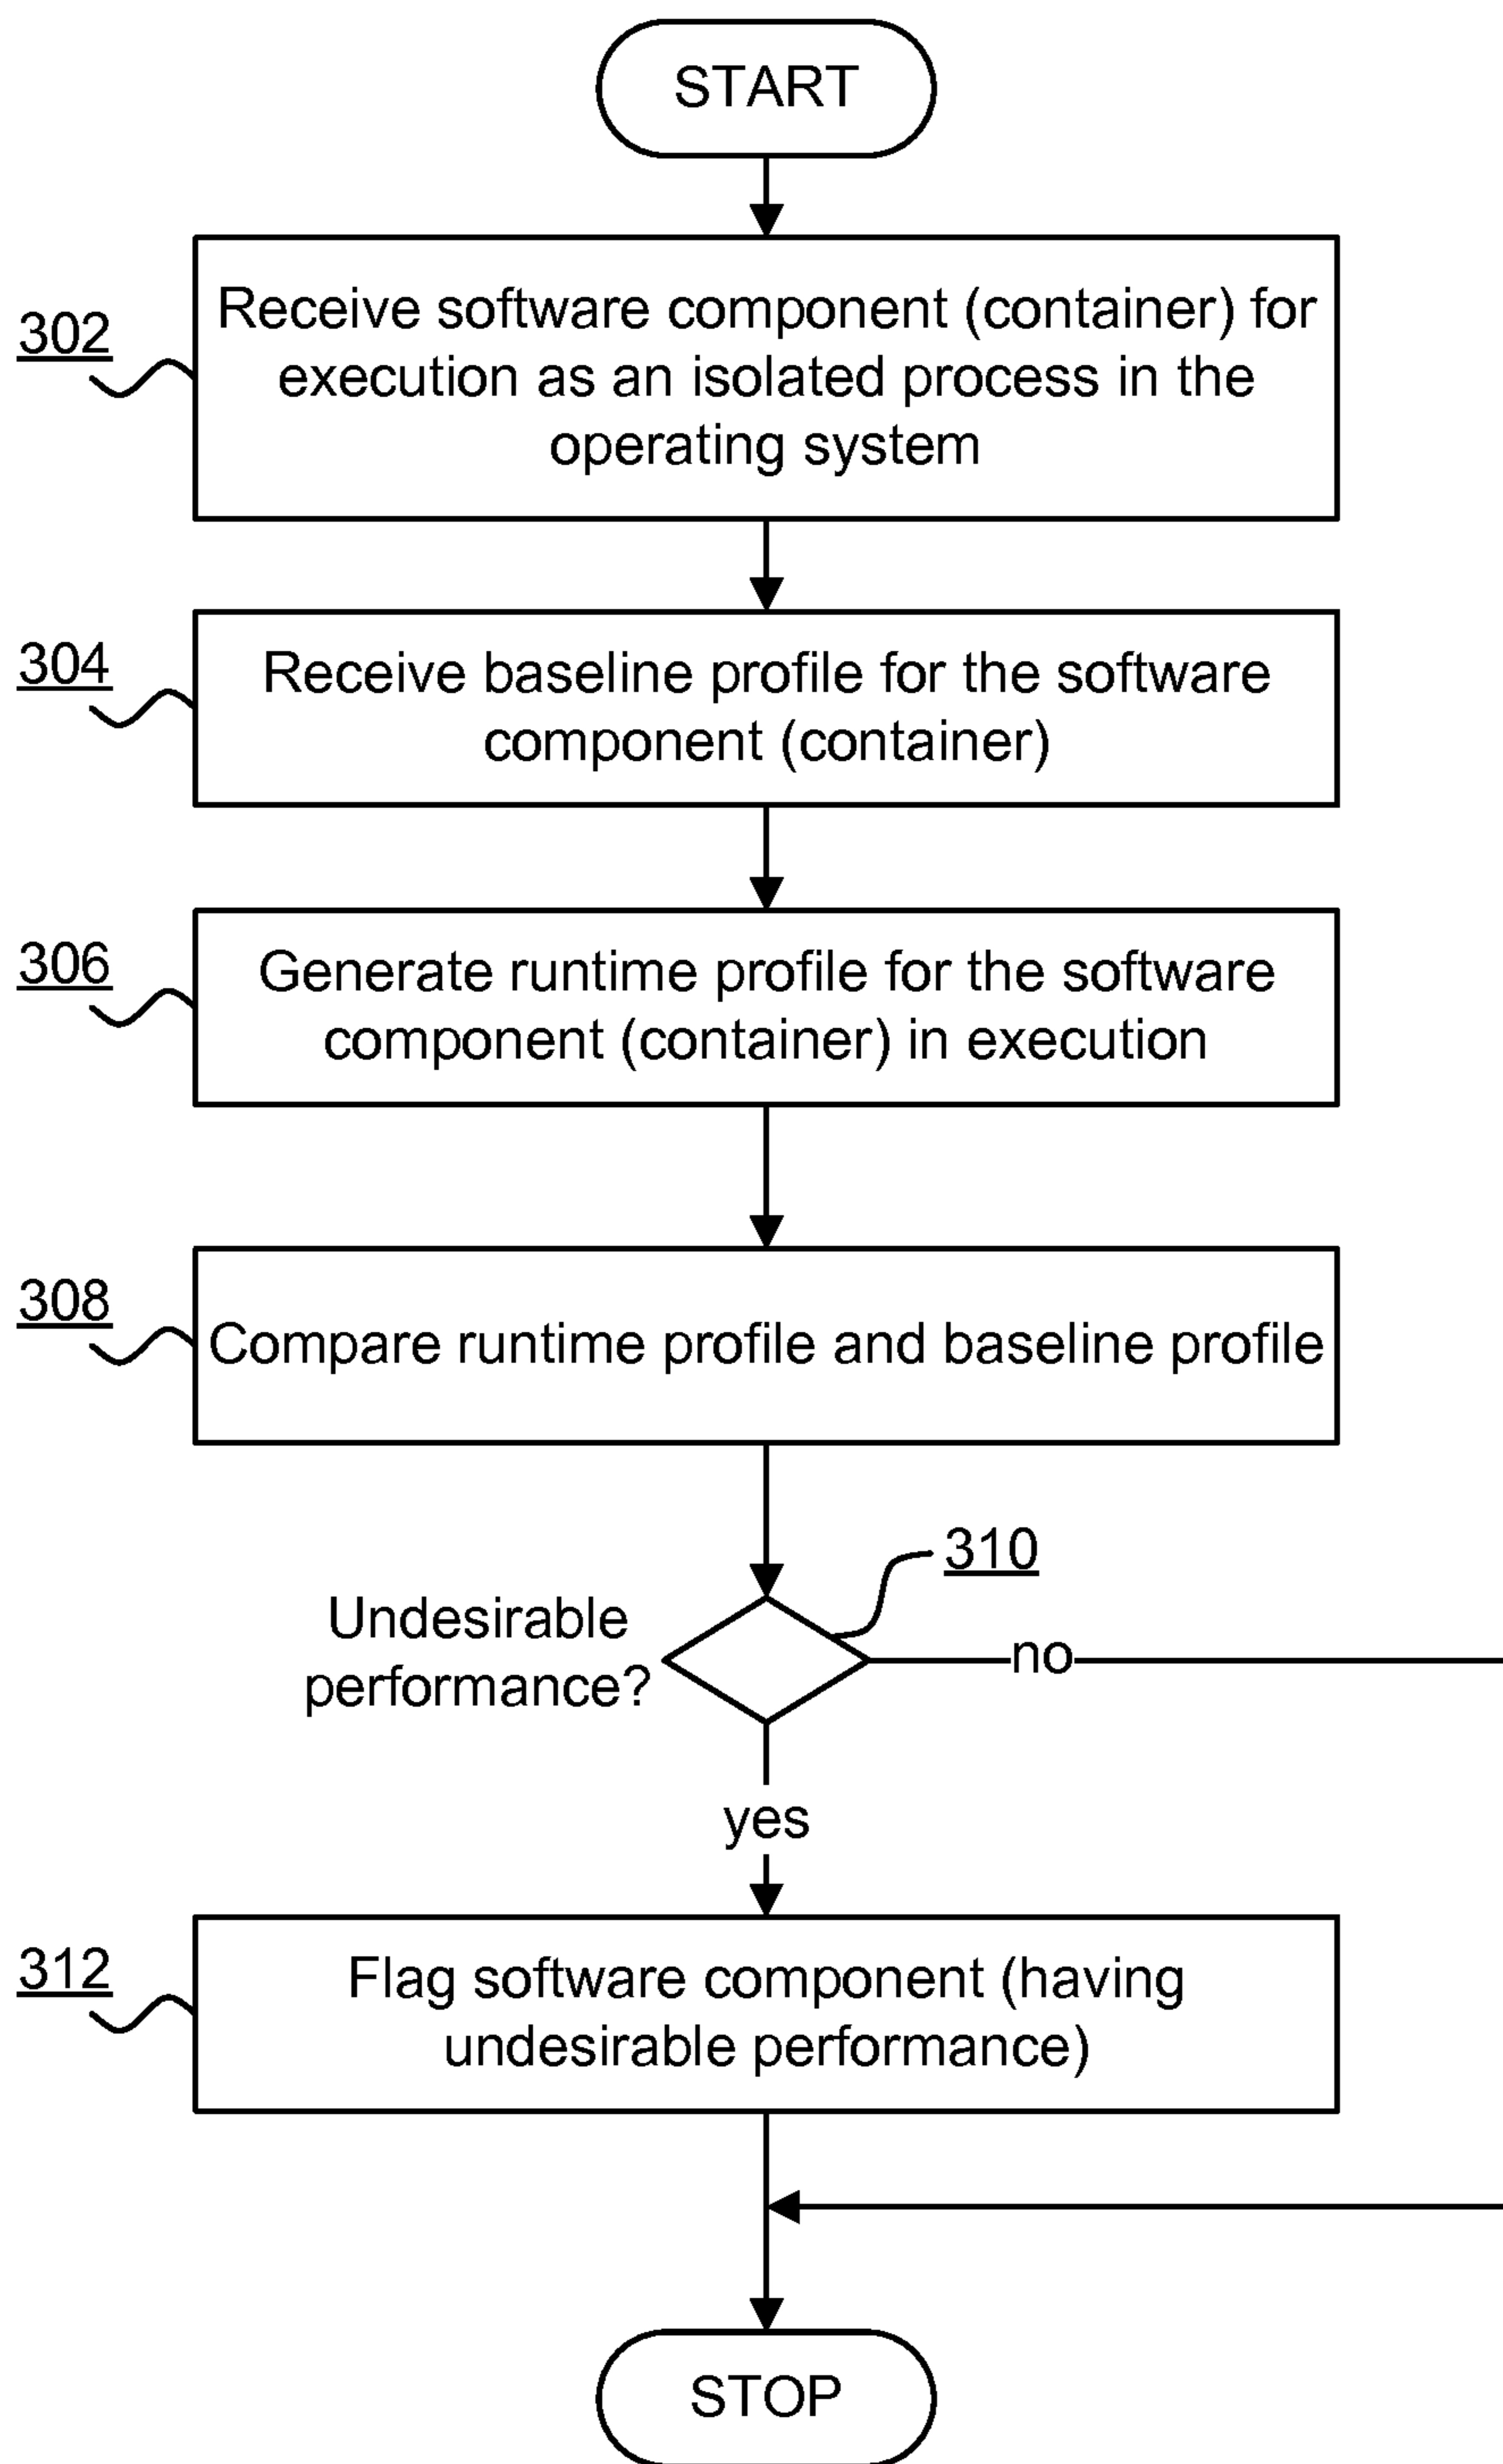 START
302
Receive software component (container) for
execution as an isolated process in the
operating system
304
Receive baseline profile for the software
component (container)
306
Generate runtime profile for the software
component (container) in execution
308
Compare runtime profile and baseline profile
310
Undesirable
performance?
no
yes
312
Flag software component (having
undesirable performance)
STOP